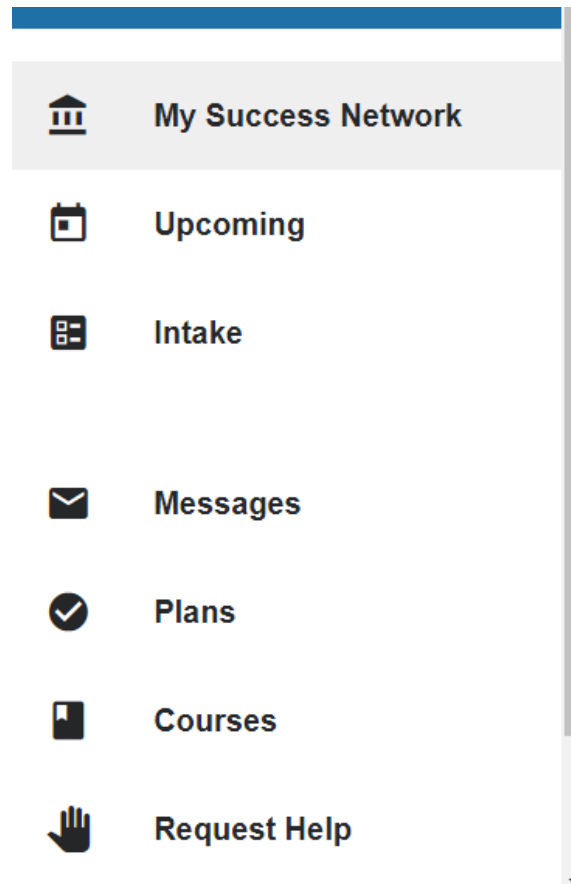 My Success Network
Upcoming
Intake
Messages
Plans
Courses
Request Help